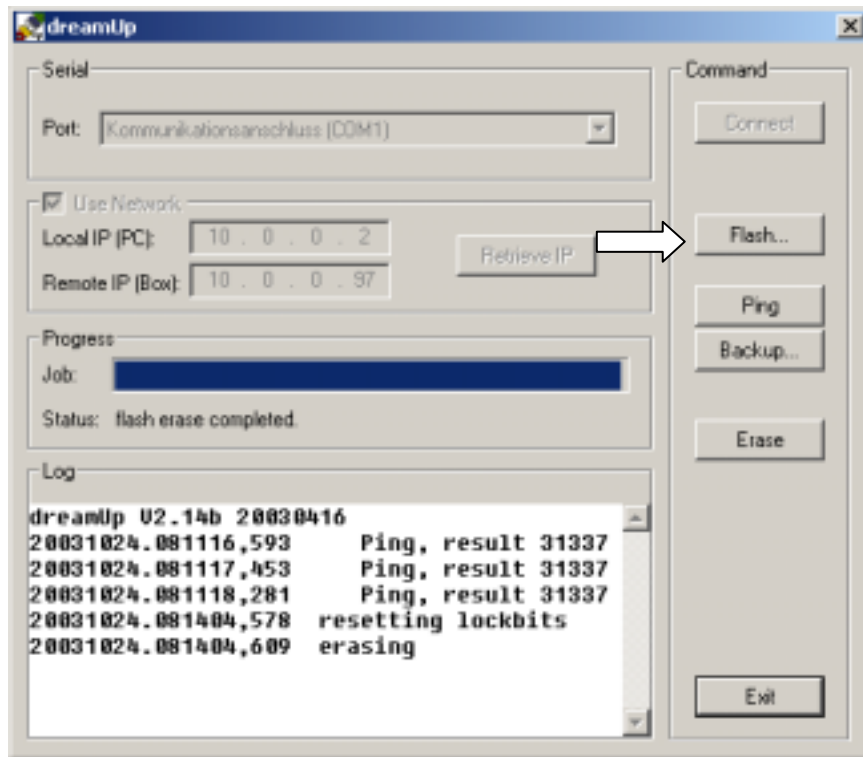 dreamUp
Serial
Port: Kommunikationsanschluss (COM1)
Use Network
Local IP (PC): 10 . 0 . 0 . 2
Remote IP (Box): 10 . 0 . 0 . 97
Retrieve IP
Progress
Job:
Status: flash erase completed.
Log
dreamUp V2.14b 20030416
20031024.081116,593 Ping, result 31337
20031024.081117,453 Ping, result 31337
20031024.081118,281 Ping, result 31337
20031024.081404,578 resetting lockbits
20031024.081404,609 erasing
Command
Connect
Flash...
Ping
Backup...
Erase
Exit